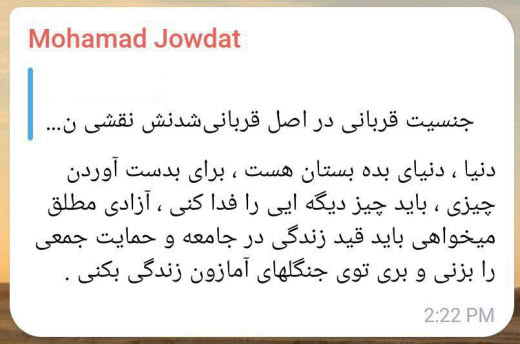 Mohamad Jowdat
جنسیت قربانی در اصل قربانی‌شدنش نقشی ن...
دنیا ، دنیای بده بستان هست ، برای بدست آوردن
چیزی ، باید چیز دیگه ایی را فدا کنی ، آزادی مطلق
میخواهی باید قید زندگی در جامعه و حمایت جمعی
را بزنی و بری توی جنگلهای آمازون زندگی بکنی .
2:22 PM